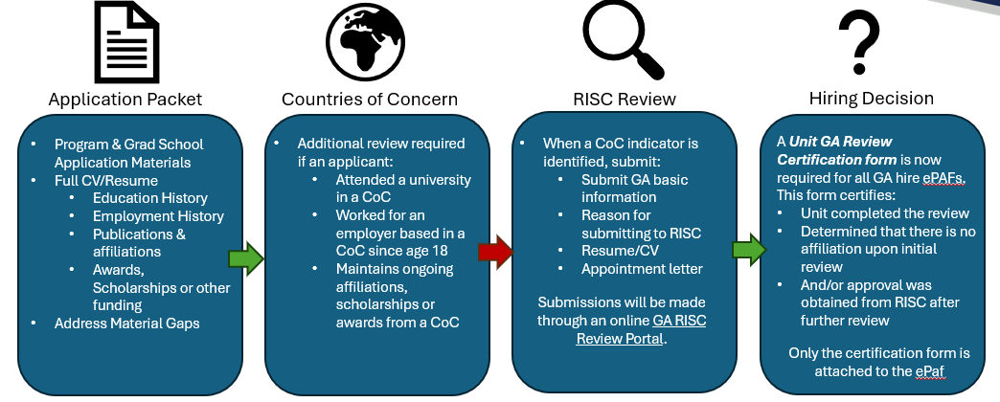 Application Packet
• Program & Grad School
Application Materials
• Full CV/Resume
• Education History
• Employment History
• Publications &
affiliations
• Awards,
Scholarships or other
funding
• Address Material Gaps
Countries of Concern
• Additional review required
if an applicant:
• Attended a university
in a CoC
• Worked for an
employer based in a
CoC since age 18
• Maintains ongoing
affiliations,
scholarships or
awards from a CoC
RISC Review
• When a CoC indicator is
identified, submit:
• Submit GA basic
information
• Reason for
submitting to RISC
• Resume/CV
• Appointment letter
Submissions will be made
through an online GA RISC
Review Portal.
Hiring Decision
A Unit GA Review
Certification form is now
required for all GA hire ePAFs.
This form certifies:
• Unit completed the review
• Determined that there is no
affiliation upon initial
review
• And/or approval was
obtained from RISC after
further review
Only the certification form is
attached to the ePaf